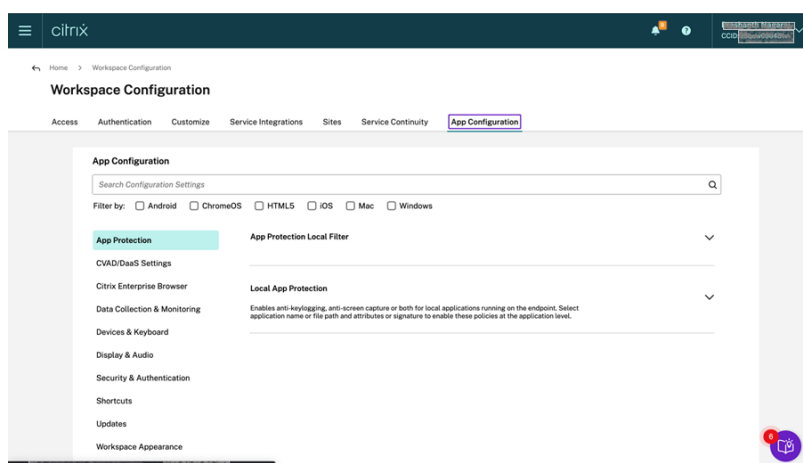 citrix
6
?
CCID:
Home > Workspace Configuration
Workspace Configuration
Access Authentication Customize Service Integrations Sites Service Continuity App Configuration
App Configuration
Search Configuration Settings
Filter by: Android ChromeOS HTML5 iOS Mac Windows
App Protection
CVAD/DaaS Settings
Citrix Enterprise Browser
Data Collection & Monitoring
Devices & Keyboard
Display & Audio
Security & Authentication
Shortcuts
Updates
Workspace Appearance
App Protection Local Filter
Local App Protection
Enables anti-keylogging, anti-screen capture or both for local applications running on the endpoint. Select
application name or file path and attributes or signature to enable these policies at the application level.
6